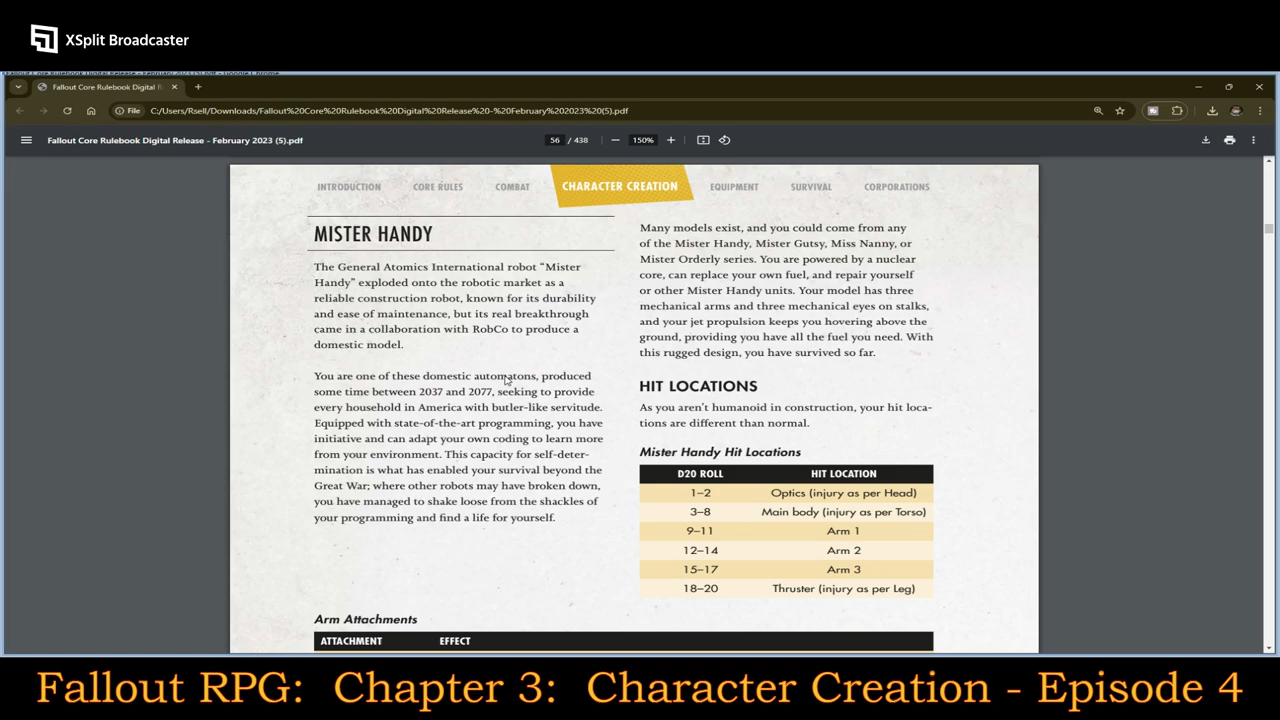 XSplit Broadcaster
Fallout Core Rulebook Digital R
File
C:/Users/Rsell/Downloads/Fallout%20Core%20Rulebook%20Digital%20Release%20-%20February%202023%20(5).pdf
Fallout Core Rulebook Digital Release - February 2023 (5).pdf
56 / 438
150%
INTRODUCTION CORE RULES COMBAT CHARACTER CREATION EQUIPMENT SURVIVAL CORPORATIONS
MISTER HANDY
The General Atomics International robot “Mister
Handy” exploded onto the robotic market as a
reliable construction robot, known for its durability
and ease of maintenance, but its real breakthrough
came in a collaboration with RobCo to produce a
domestic model.
You are one of these domestic automatons, produced
some time between 2037 and 2077, seeking to provide
every household in America with butler-like servitude.
Equipped with state-of-the-art programming, you have
initiative and can adapt your own coding to learn more
from your environment. This capacity for self-deter-
mination is what has enabled your survival beyond the
Great War; where other robots may have broken down,
you have managed to shake loose from the shackles of
your programming and find a life for yourself.
Many models exist, and you could come from any
of the Mister Handy, Mister Gutsy, Miss Nanny, or
Mister Orderly series. You are powered by a nuclear
core, can replace your own fuel, and repair yourself
or other Mister Handy units. Your model has three
mechanical arms and three mechanical eyes on stalks,
and your jet propulsion keeps you hovering above the
ground, providing you have all the fuel you need. With
this rugged design, you have survived so far.
HIT LOCATIONS
As you aren’t humanoid in construction, your hit loca-
tions are different than normal.
Mister Handy Hit Locations
D20 ROLL HIT LOCATION
1–2 Optics (injury as per Head)
3–8 Main body (injury as per Torso)
9–11 Arm 1
12–14 Arm 2
15–17 Arm 3
18–20 Thruster (injury as per Leg)
Arm Attachments
ATTACHMENT EFFECT
Fallout RPG: Chapter 3: Character Creation - Episode 4